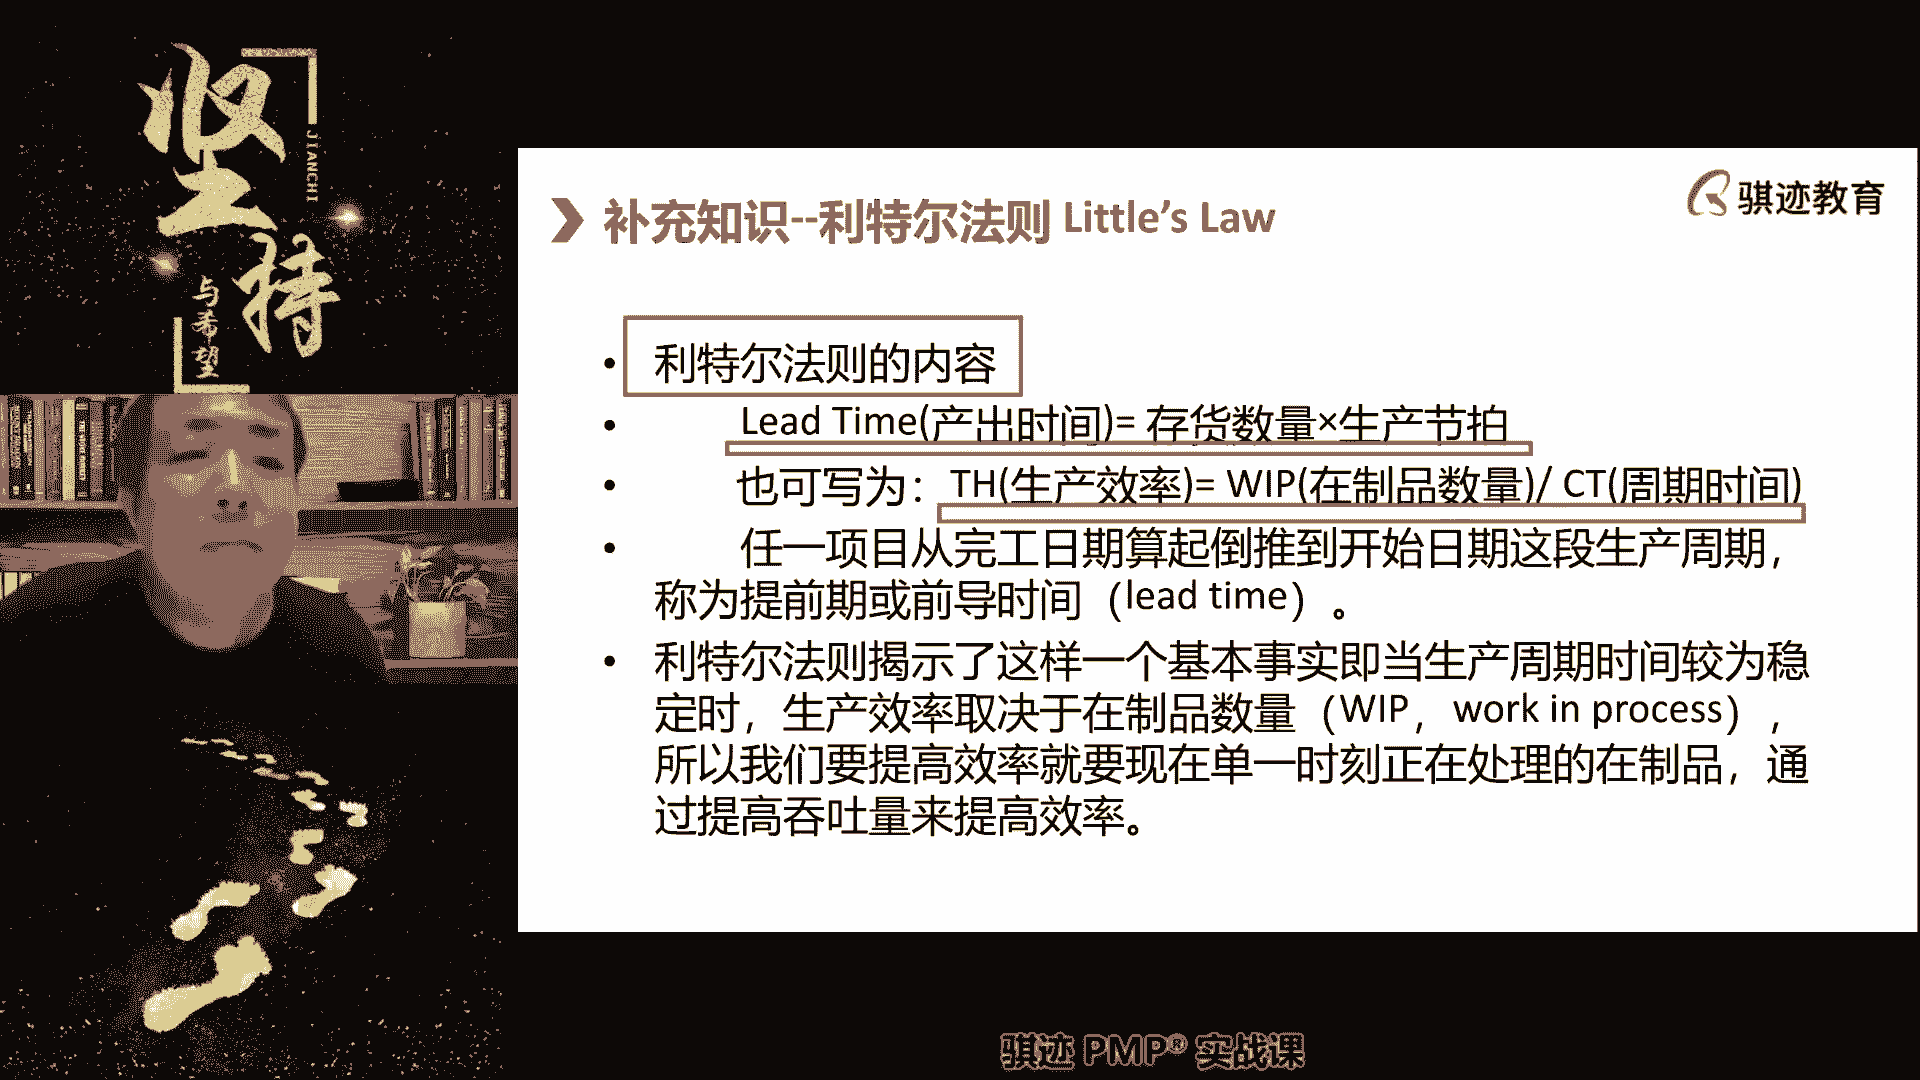 坚持
JIANCHI
与希望
骐迹教育
补充知识--利特尔法则 Little’s Law
• 利特尔法则的内容
• Lead Time(产出时间)= 存货数量×生产节拍
• 也可写为：TH(生产效率)= WIP(在制品数量)/ CT(周期时间)
• 任一项目从完工日期算起倒推到开始日期这段生产周期，
称为提前期或前导时间（lead time）。
• 利特尔法则揭示了这样一个基本事实即当生产周期时间较为稳
定时，生产效率取决于在制品数量（WIP，work in process），
所以我们要提高效率就要现在单一时刻正在处理的在制品，通
过提高吞吐量来提高效率。
骐迹 PMP® 实战课